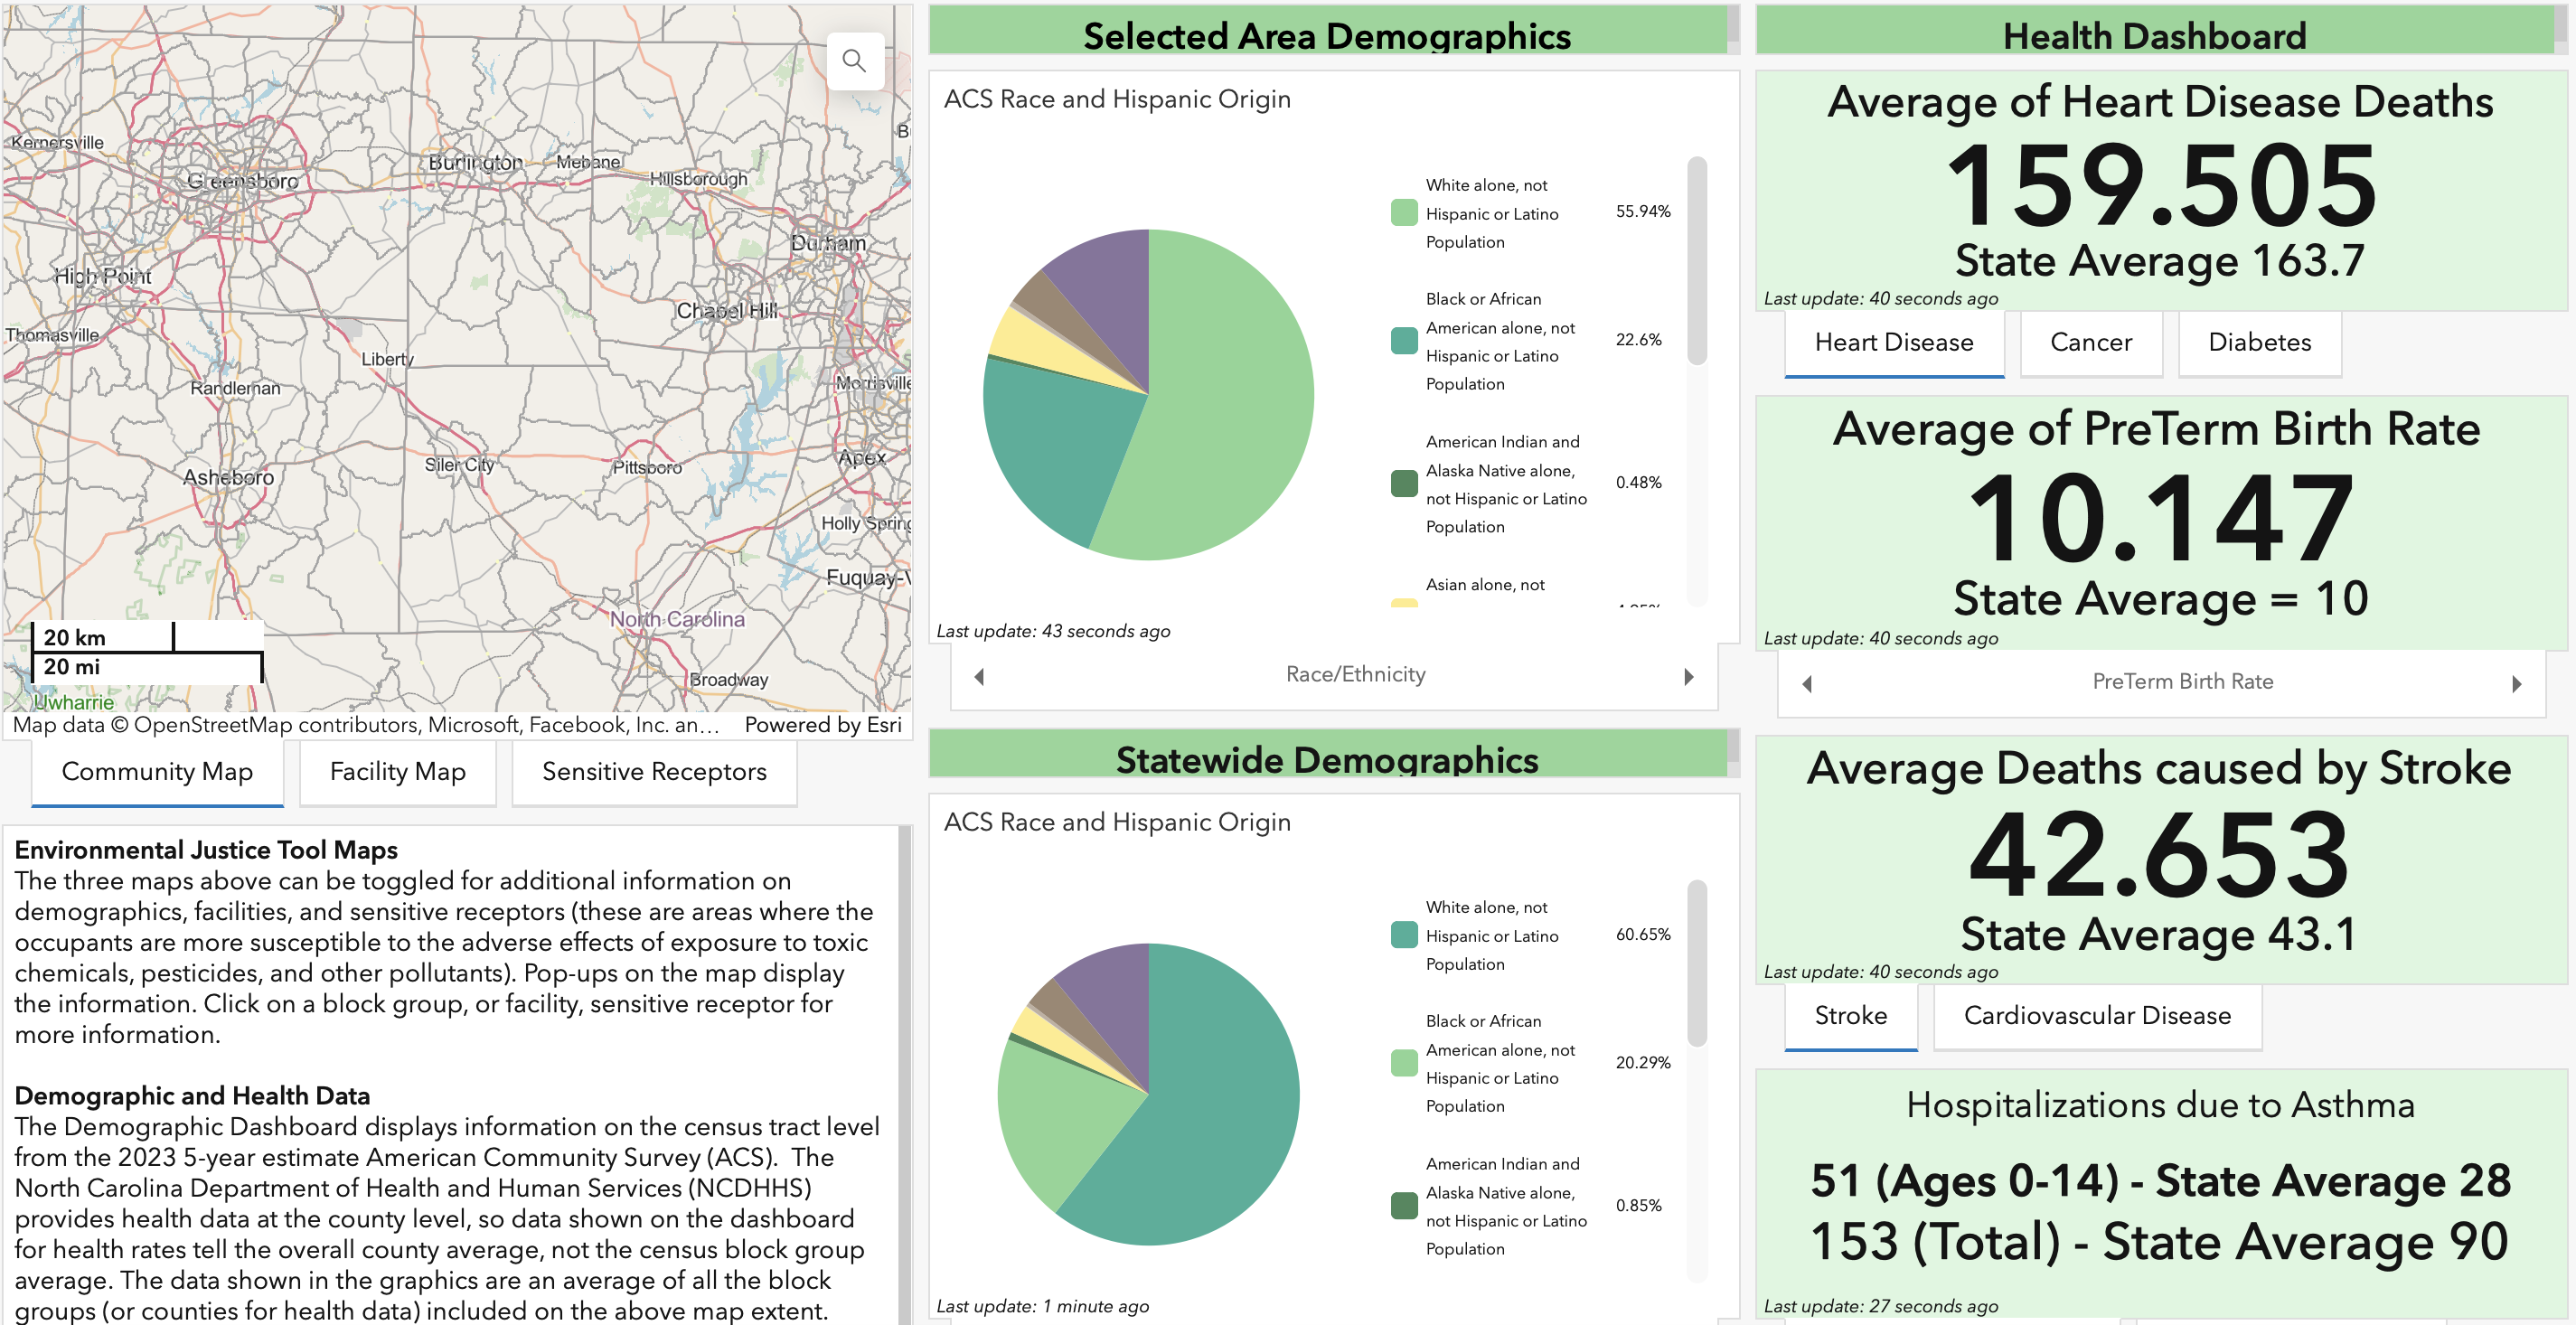 Kernersville
Greensboro
Burlington
Mebane
Hillsborough
Durham
High Point
Chapel Hill
Thomasville
Liberty
Randleman
Morrisville
Asheboro
Siler City
Pittsboro
Apex
Holly Spring
Fuquay-V
North Carolina
20 km
20 mi
Broadway
Uwharrie
Map data © OpenStreetMap contributors, Microsoft, Facebook, Inc. an... Powered by Esri
Community Map
Facility Map
Sensitive Receptors
Environmental Justice Tool Maps
The three maps above can be toggled for additional information on
demographics, facilities, and sensitive receptors (these are areas where the
occupants are more susceptible to the adverse effects of exposure to toxic
chemicals, pesticides, and other pollutants). Pop-ups on the map display
the information. Click on a block group, or facility, sensitive receptor for
more information.
Demographic and Health Data
The Demographic Dashboard displays information on the census tract level
from the 2023 5-year estimate American Community Survey (ACS). The
North Carolina Department of Health and Human Services (NCDHHS)
provides health data at the county level, so data shown on the dashboard
for health rates tell the overall county average, not the census block group
average. The data shown in the graphics are an average of all the block
groups (or counties for health data) included on the above map extent.
Selected Area Demographics
ACS Race and Hispanic Origin
White alone, not
Hispanic or Latino 55.94%
Population
Black or African
American alone, not 22.6%
Hispanic or Latino
Population
American Indian and
Alaska Native alone, 0.48%
not Hispanic or Latino
Population
Asian alone, not
Last update: 43 seconds ago
Race/Ethnicity
Statewide Demographics
ACS Race and Hispanic Origin
White alone, not
Hispanic or Latino 60.65%
Population
Black or African
American alone, not 20.29%
Hispanic or Latino
Population
American Indian and
Alaska Native alone, 0.85%
not Hispanic or Latino
Population
Last update: 1 minute ago
Health Dashboard
Average of Heart Disease Deaths
159.505
State Average 163.7
Last update: 40 seconds ago
Heart Disease
Cancer
Diabetes
Average of PreTerm Birth Rate
10.147
State Average = 10
Last update: 40 seconds ago
PreTerm Birth Rate
Average Deaths caused by Stroke
42.653
State Average 43.1
Last update: 40 seconds ago
Stroke
Cardiovascular Disease
Hospitalizations due to Asthma
51 (Ages 0-14) - State Average 28
153 (Total) - State Average 90
Last update: 27 seconds ago